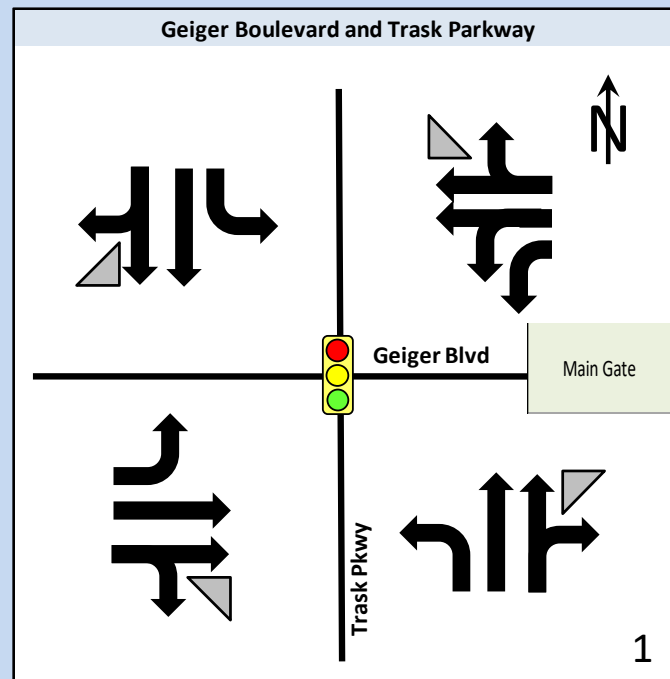 Geiger Boulevard and Trask Parkway
N
Geiger Blvd
Main Gate
Trask Pkwy
1